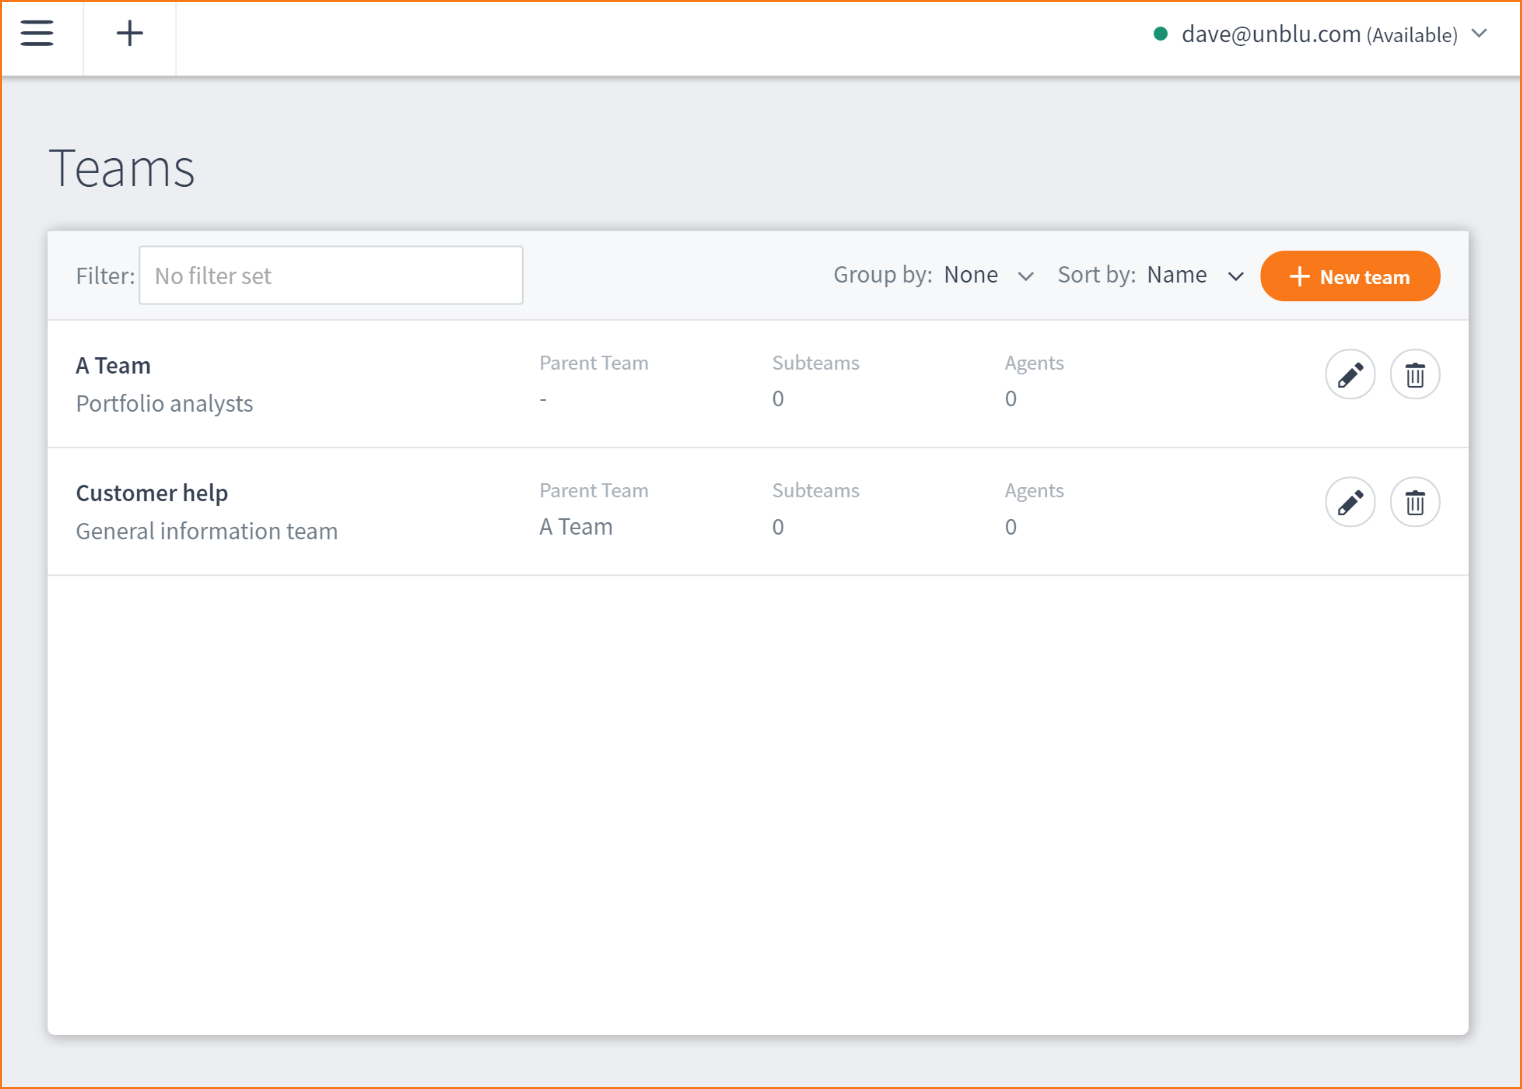 dave@unblu.com (Available)
Teams
Filter: No filter set Group by: None Sort by: Name New team
A Team Parent Team Subteams Agents
Portfolio analysts - 0 0
Customer help Parent Team Subteams Agents
General information team A Team 0 0